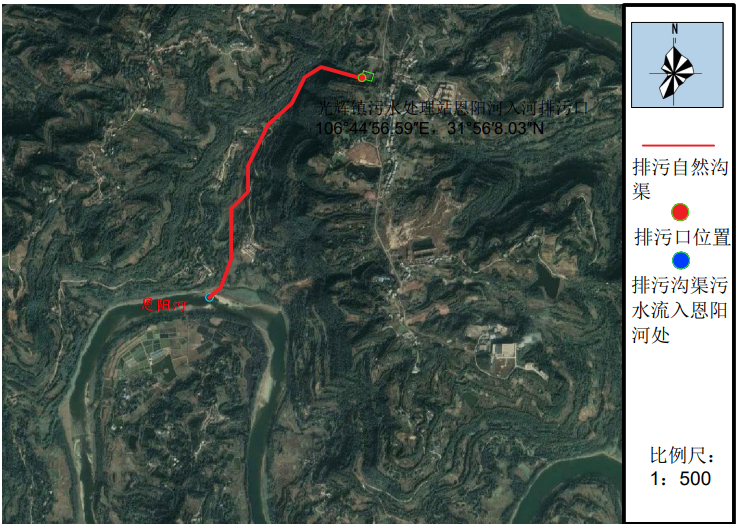 光辉镇污水处理站恩阳河入河排污口
106°44'56.59"E，31°56'8.03"N
恩阳河
N
排污自然沟
渠
排污口位置
排污沟渠污
水流入恩阳
河处
比例尺：
1：500